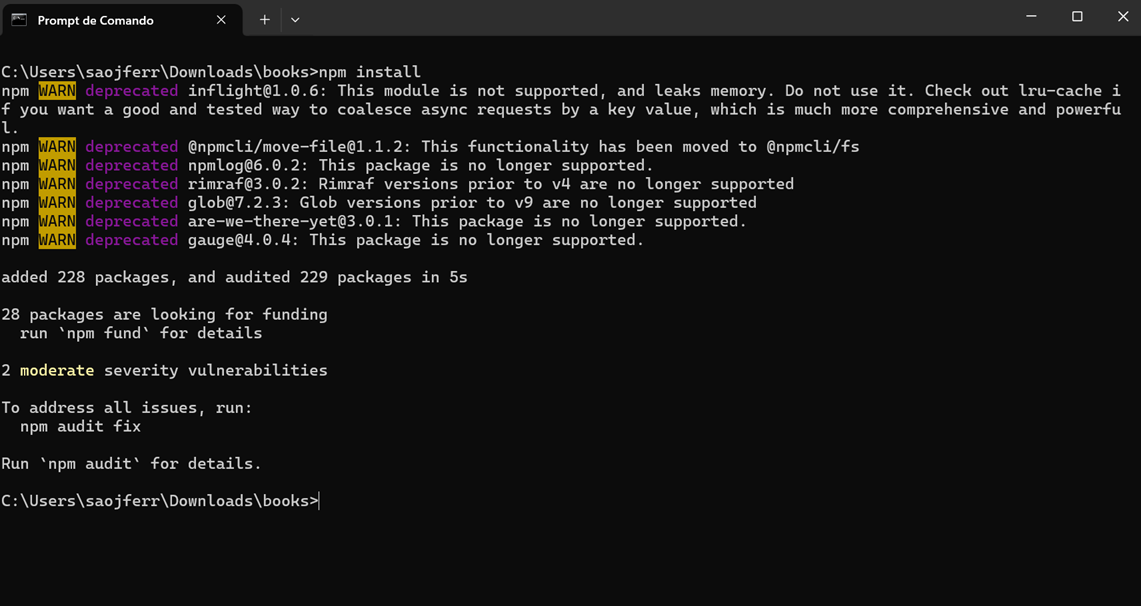 Prompt de Comando
C:\Users\saojferr\Downloads\books>npm install
npm WARN deprecated inflight@1.0.6: This module is not supported, and leaks memory. Do not use it. Check out lru-cache i
f you want a good and tested way to coalesce async requests by a key value, which is much more comprehensive and powerfu
l.
npm WARN deprecated @npmcli/move-file@1.1.2: This functionality has been moved to @npmcli/fs
npm WARN deprecated npmlog@6.0.2: This package is no longer supported.
npm WARN deprecated rimraf@3.0.2: Rimraf versions prior to v4 are no longer supported
npm WARN deprecated glob@7.2.3: Glob versions prior to v9 are no longer supported
npm WARN deprecated are-we-there-yet@3.0.1: This package is no longer supported.
npm WARN deprecated gauge@4.0.4: This package is no longer supported.
added 228 packages, and audited 229 packages in 5s
28 packages are looking for funding
run `npm fund` for details
2 moderate severity vulnerabilities
To address all issues, run:
npm audit fix
Run `npm audit` for details.
C:\Users\saojferr\Downloads\books>